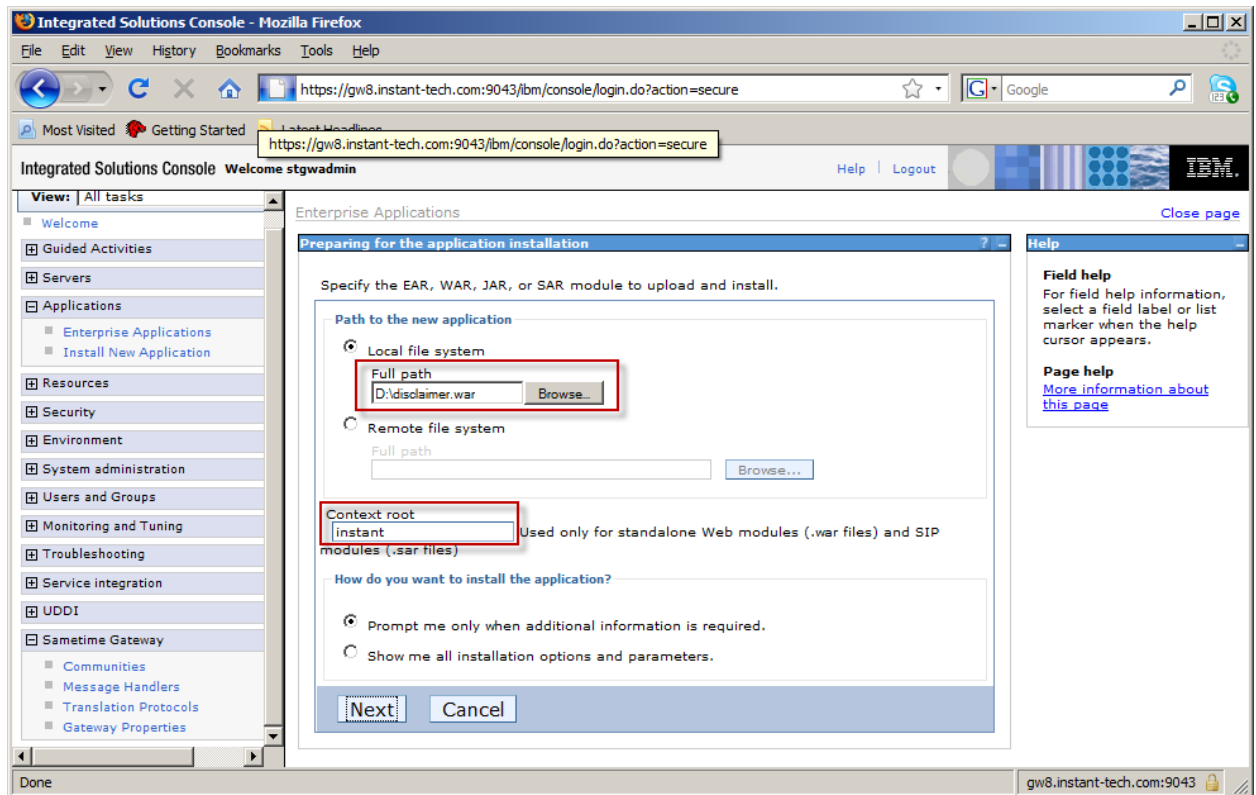 Integrated Solutions Console - Mozilla Firefox
File Edit View History Bookmarks Tools Help
https://gw8.instant-tech.com:9043/ibm/console/login.do?action=secure
G Google
Most Visited Getting Started Latest Headlines
https://gw8.instant-tech.com:9043/ibm/console/login.do?action=secure
Integrated Solutions Console Welcome stgwadmin
Help | Logout
IBM.
View: All tasks
Welcome
Guided Activities
Servers
Applications
Enterprise Applications
Install New Application
Resources
Security
Environment
System administration
Users and Groups
Monitoring and Tuning
Troubleshooting
Service integration
UDDI
Sametime Gateway
Communities
Message Handlers
Translation Protocols
Gateway Properties
Enterprise Applications
Close page
Preparing for the application installation
? -
Specify the EAR, WAR, JAR, or SAR module to upload and install.
Path to the new application
Local file system
Full path
D:\disclaimer.war Browse...
Remote file system
Full path
Browse...
Context root
instant Used only for standalone Web modules (.war files) and SIP
modules (.sar files)
How do you want to install the application?
Prompt me only when additional information is required.
Show me all installation options and parameters.
Next Cancel
Help
Field help
For field help information,
select a field label or list
marker when the help
cursor appears.
Page help
More information about
this page
Done
gw8.instant-tech.com:9043